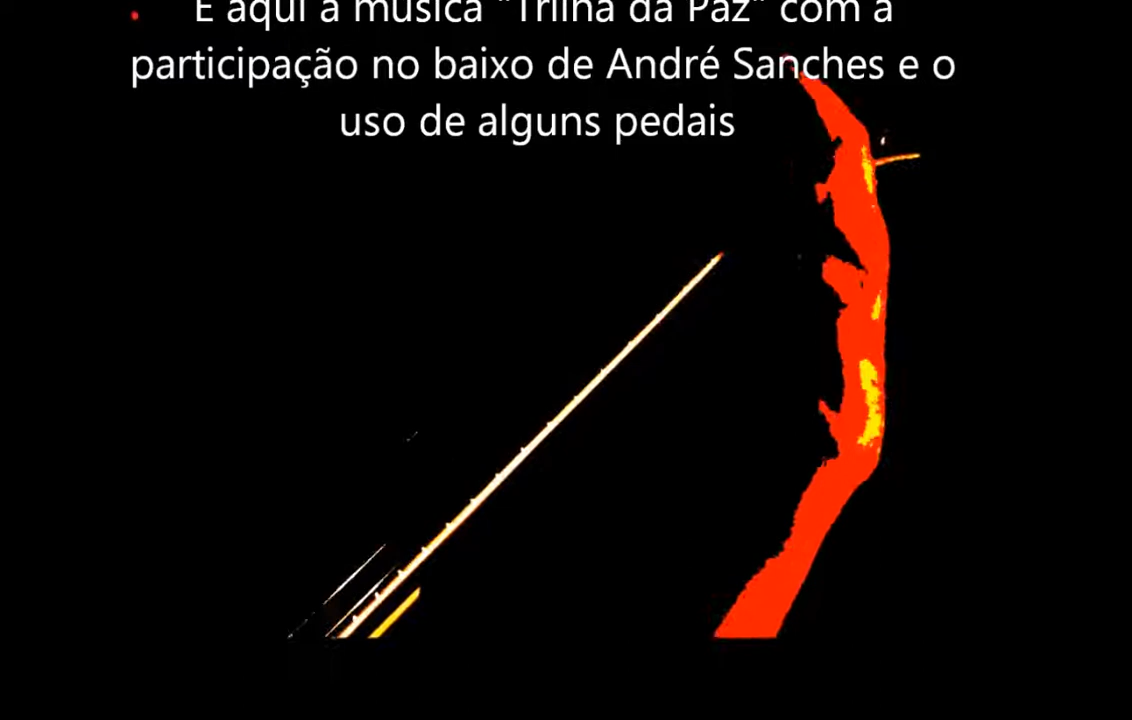 E aqui a música "Trilha da Paz" com a
participação no baixo de André Sanches e o
uso de alguns pedais